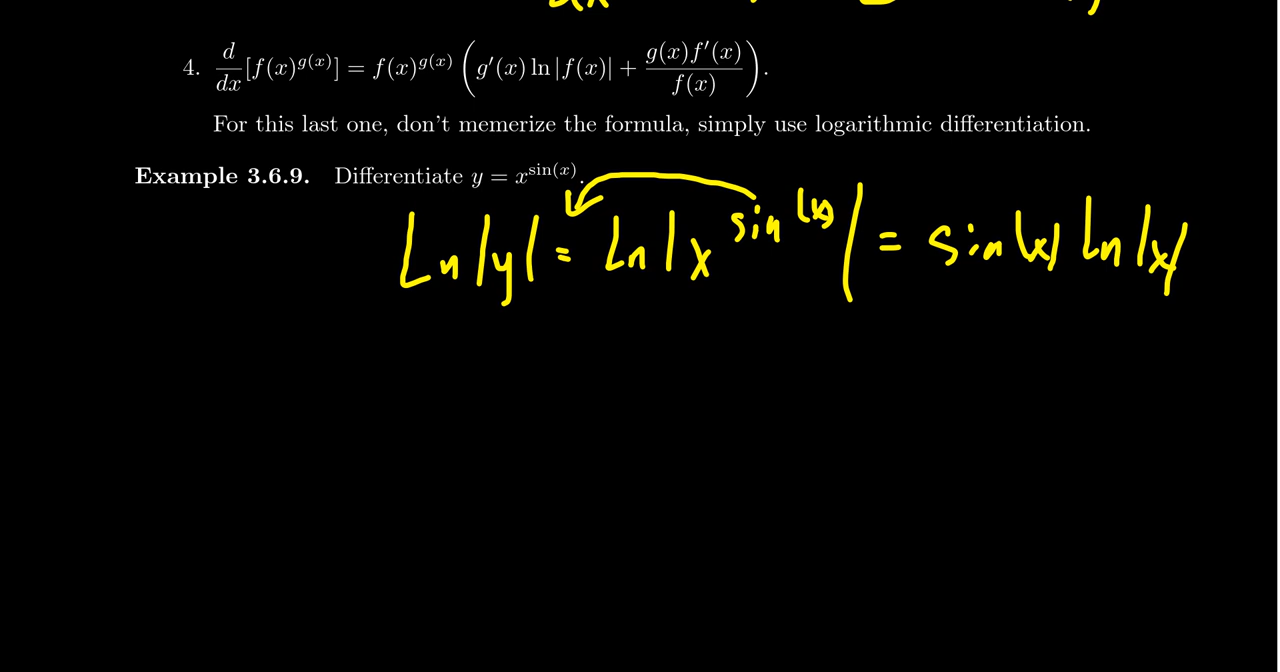 4. d/dx [f(x)^{g(x)}] = f(x)^{g(x)} ( g′(x) ln|f(x)| + g(x)f′(x)/f(x) ).
For this last one, don't memerize the formula, simply use logarithmic differentiation.
Example 3.6.9. Differentiate y = x^{sin(x)}.
Ln|y| = Ln|x^{sin(x)}| = sin(x) Ln|x|